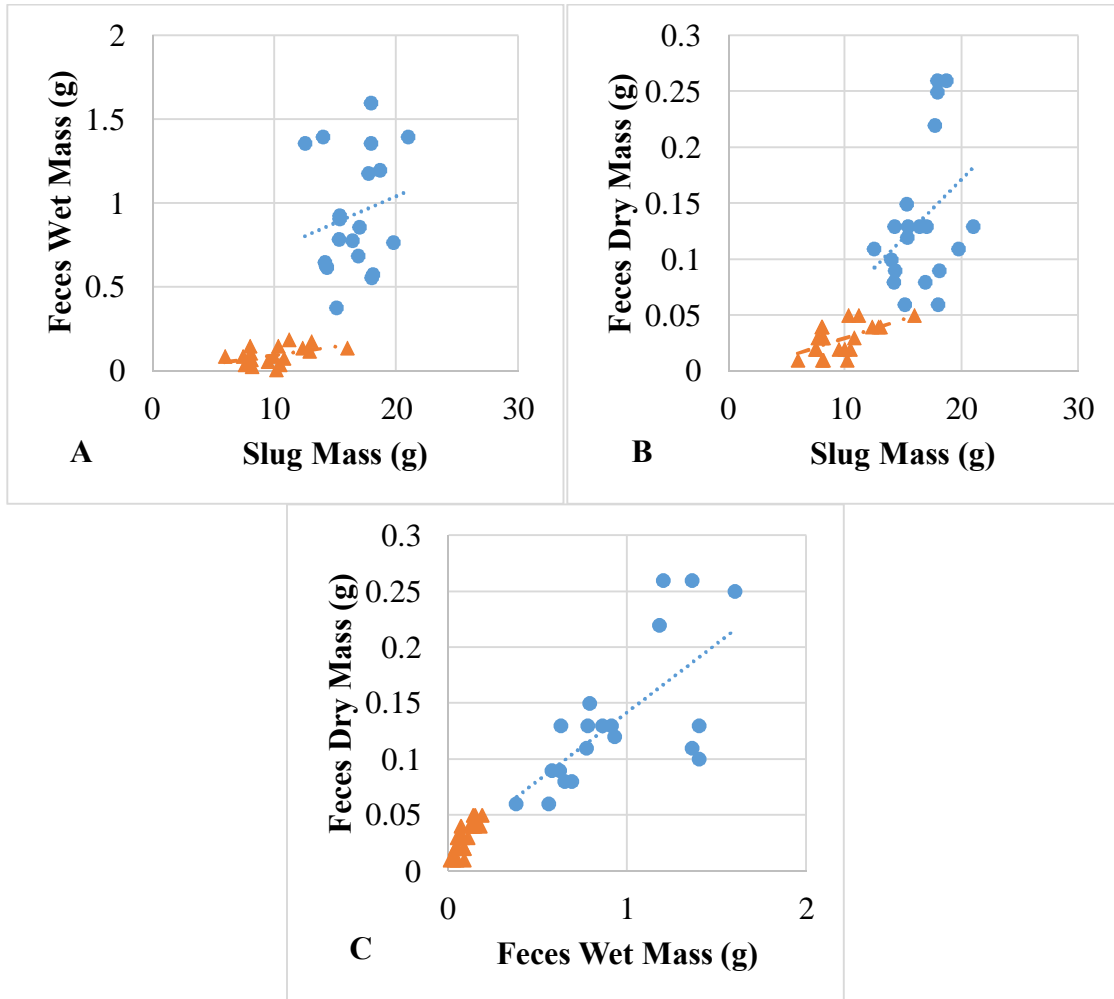 2
1.5
1
0.5
0
Feces Wet Mass (g)
0 10 20 30
A Slug Mass (g)
0.3
0.25
0.2
0.15
0.1
0.05
0
Feces Dry Mass (g)
0 10 20 30
B Slug Mass (g)
0.3
0.25
0.2
0.15
0.1
0.05
0
Feces Dry Mass (g)
0 1 2
C Feces Wet Mass (g)